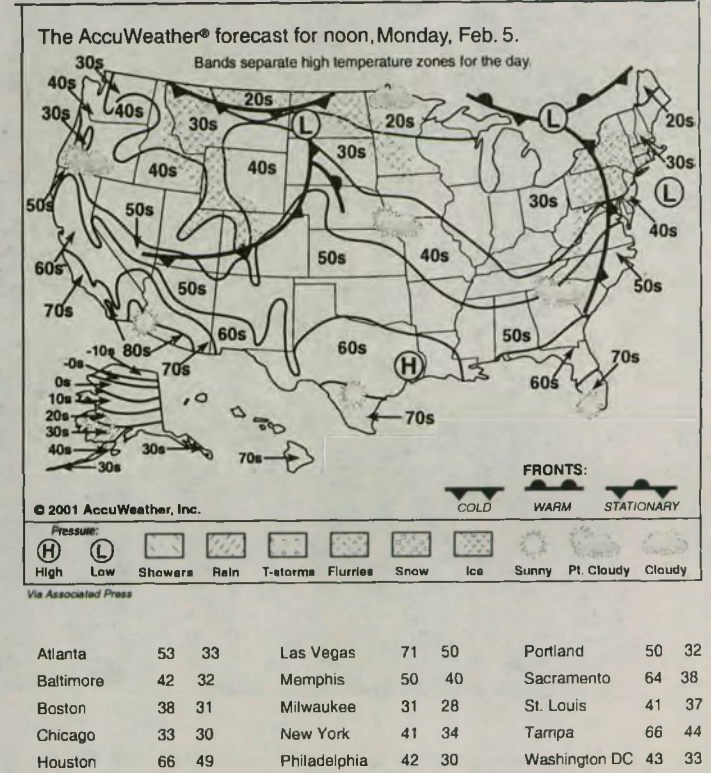 The AccuWeather® forecast for noon, Monday, Feb. 5.
Bands separate high temperature zones for the day.
30s
40s
30s
40s
20s
30s
L
20s
L
20s
30s
L
30s
40s
40s
30s
30s
40s
50s
50s
50s
40s
50s
60s
50s
70s
60s
60s
50s
80s
70s
H
60s
70s
70s
-10s
-0s
0s
10s
20s
30s
40s
30s
30s
70s
FRONTS:
COLD WARM STATIONARY
© 2001 AccuWeather, Inc.
Pressure:
H L
High Low Showers Rain T-storms Flurries Snow Ice Sunny Pt. Cloudy Cloudy
Via Associated Press
Atlanta 53 33 Las Vegas 71 50 Portland 50 32
Baltimore 42 32 Memphis 50 40 Sacramento 64 38
Boston 38 31 Milwaukee 31 28 St. Louis 41 37
Chicago 33 30 New York 41 34 Tampa 66 44
Houston 66 49 Philadelphia 42 30 Washington DC 43 33